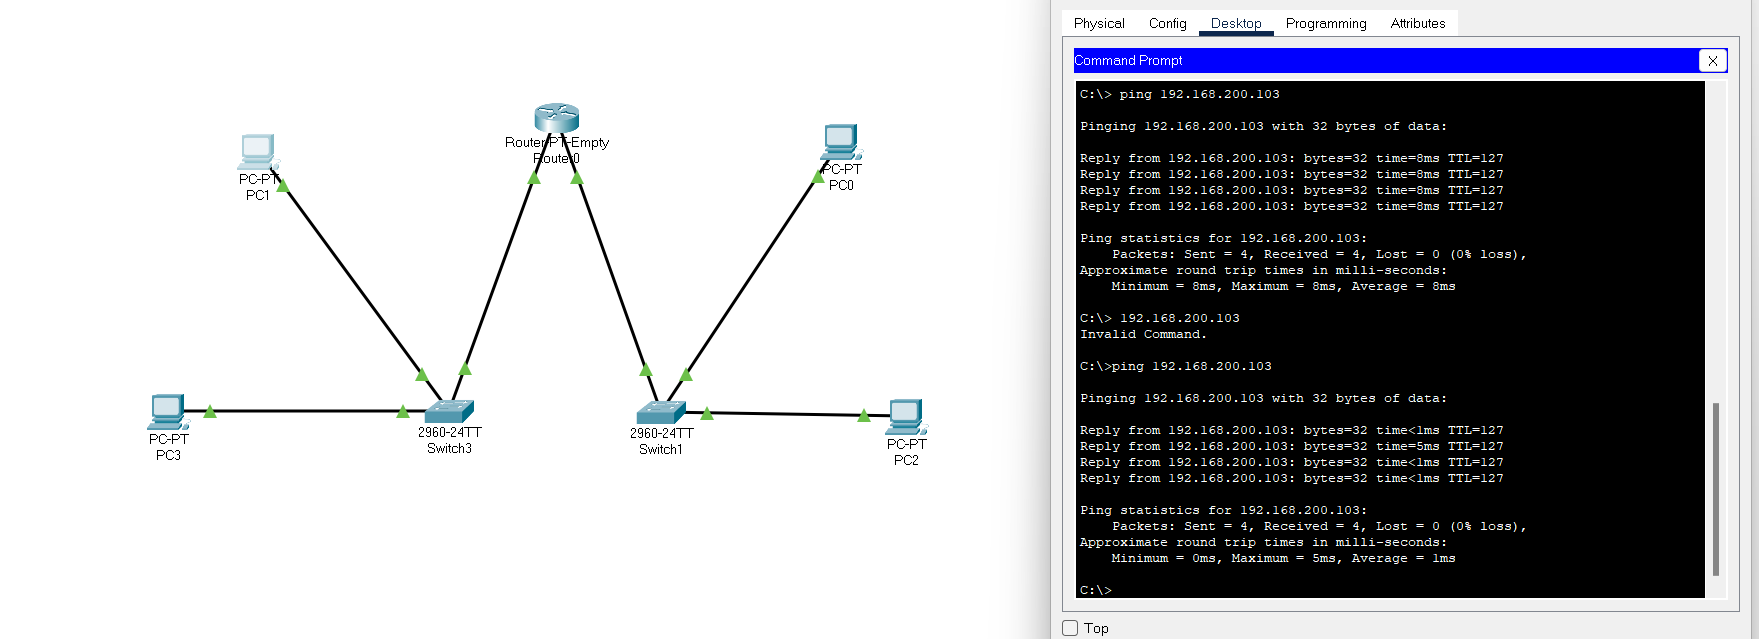 Physical Config Desktop Programming Attributes
Command Prompt X
C:\> ping 192.168.200.103
Pinging 192.168.200.103 with 32 bytes of data:
Reply from 192.168.200.103: bytes=32 time=8ms TTL=127
Reply from 192.168.200.103: bytes=32 time=8ms TTL=127
Reply from 192.168.200.103: bytes=32 time=8ms TTL=127
Reply from 192.168.200.103: bytes=32 time=8ms TTL=127
Ping statistics for 192.168.200.103:
Packets: Sent = 4, Received = 4, Lost = 0 (0% loss),
Approximate round trip times in milli-seconds:
Minimum = 8ms, Maximum = 8ms, Average = 8ms
C:\> 192.168.200.103
Invalid Command.
C:\>ping 192.168.200.103
Pinging 192.168.200.103 with 32 bytes of data:
Reply from 192.168.200.103: bytes=32 time<1ms TTL=127
Reply from 192.168.200.103: bytes=32 time=5ms TTL=127
Reply from 192.168.200.103: bytes=32 time<1ms TTL=127
Reply from 192.168.200.103: bytes=32 time<1ms TTL=127
Ping statistics for 192.168.200.103:
Packets: Sent = 4, Received = 4, Lost = 0 (0% loss),
Approximate round trip times in milli-seconds:
Minimum = 0ms, Maximum = 5ms, Average = 1ms
C:\>
Top
Router-PT-Empty
Router0
PC-PT
PC1
PC-PT
PC0
PC-PT
PC3
2960-24TT
Switch3
2960-24TT
Switch1
PC-PT
PC2